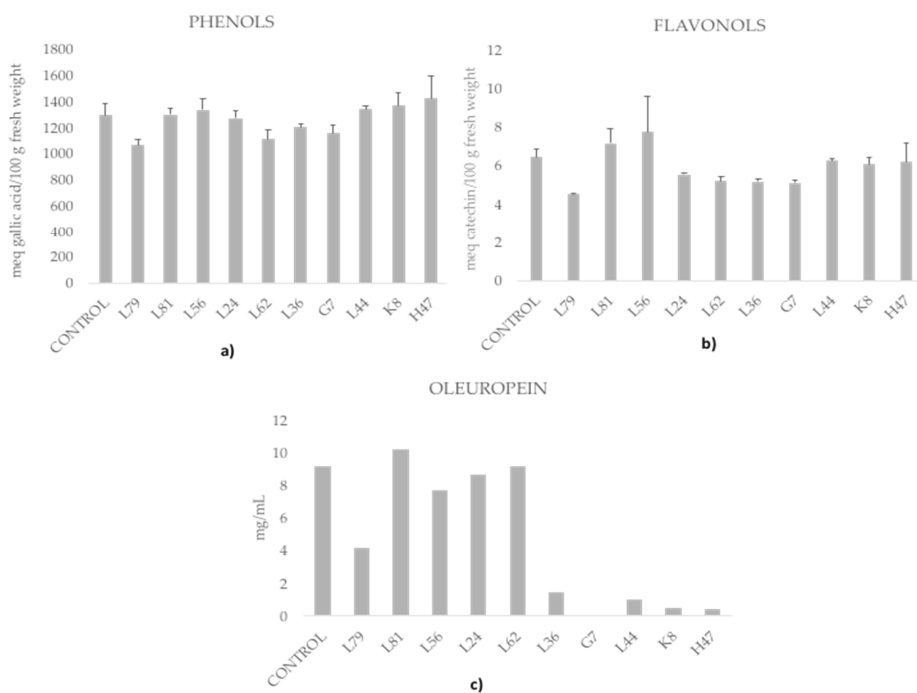 PHENOLS
meq gallic acid/100 g fresh weight
1800
1600
1400
1200
1000
800
600
400
200
0
CONTROL
L79
L81
L56
L24
L62
L36
G7
L44
K8
H47
a)
FLAVONOLS
meq catechin/100 g fresh weight
12
10
8
6
4
2
0
CONTROL
L79
L81
L56
L24
L62
L36
G7
L44
K8
H47
b)
OLEUROPEIN
mg/mL
12
10
8
6
4
2
0
CONTROL
L79
L81
L56
L24
L62
L36
G7
L44
K8
H47
c)